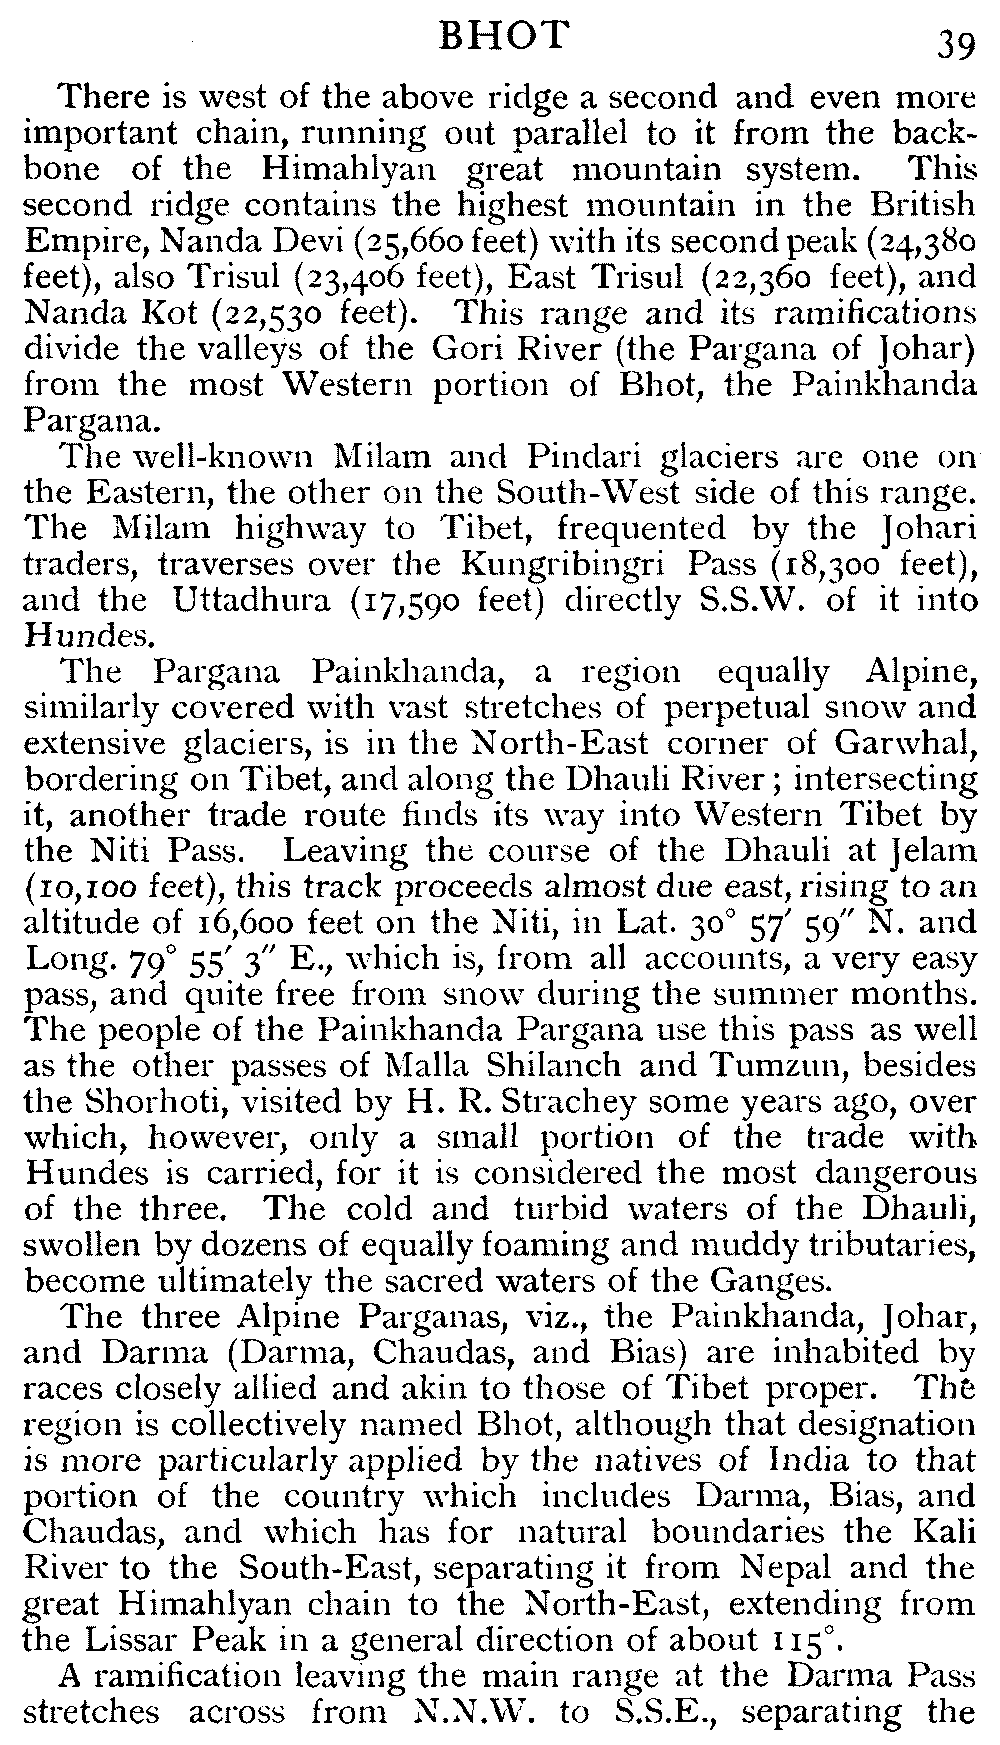 BHOT 39
There is west of the above ridge a second and even more
important chain, running out parallel to it from the back-
bone of the Himahlyan great mountain system. This
second ridge contains the highest mountain in the British
Empire, Nanda Devi (25,660 feet) with its second peak (24,380
feet), also Trisul (23,406 feet), East Trisul (22,360 feet), and
Nanda Kot (22,530 feet). This range and its ramifications
divide the valleys of the Gori River (the Pargana of Johar)
from the most Western portion of Bhot, the Painkhanda
Pargana.
The well-known Milam and Pindari glaciers are one on
the Eastern, the other on the South-West side of this range.
The Milam highway to Tibet, frequented by the Johari
traders, traverses over the Kungribingri Pass (18,300 feet),
and the Uttadhura (17,590 feet) directly S.S.W. of it into
Hundes.
The Pargana Painkhanda, a region equally Alpine,
similarly covered with vast stretches of perpetual snow and
extensive glaciers, is in the North-East corner of Garwhal,
bordering on Tibet, and along the Dhauli River; intersecting
it, another trade route finds its way into Western Tibet by
the Niti Pass. Leaving the course of the Dhauli at Jelam
(10,100 feet), this track proceeds almost due east, rising to an
altitude of 16,600 feet on the Niti, in Lat. 30° 57′ 59″ N. and
Long. 79° 55′ 3″ E., which is, from all accounts, a very easy
pass, and quite free from snow during the summer months.
The people of the Painkhanda Pargana use this pass as well
as the other passes of Malla Shilanch and Tumzun, besides
the Shorhoti, visited by H. R. Strachey some years ago, over
which, however, only a small portion of the trade with
Hundes is carried, for it is considered the most dangerous
of the three. The cold and turbid waters of the Dhauli,
swollen by dozens of equally foaming and muddy tributaries,
become ultimately the sacred waters of the Ganges.
The three Alpine Parganas, viz., the Painkhanda, Johar,
and Darma (Darma, Chaudas, and Bias) are inhabited by
races closely allied and akin to those of Tibet proper. The
region is collectively named Bhot, although that designation
is more particularly applied by the natives of India to that
portion of the country which includes Darma, Bias, and
Chaudas, and which has for natural boundaries the Kali
River to the South-East, separating it from Nepal and the
great Himahlyan chain to the North-East, extending from
the Lissar Peak in a general direction of about 115°.
A ramification leaving the main range at the Darma Pass
stretches across from N.N.W. to S.S.E., separating the